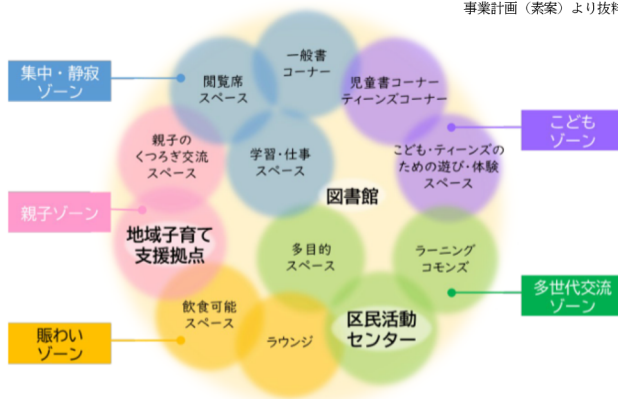 事業計画（素案）より抜粋
一般書
コーナー
集中・静寂
ゾーン
閲覧席
スペース
児童書コーナー
ティーンズコーナー
こども
ゾーン
親子の
くつろぎ交流
スペース
学習・仕事
スペース
こども・ティーンズの
ための遊び・体験
スペース
図書館
親子ゾーン
地域子育て
支援拠点
多目的
スペース
ラーニング
コモンズ
多世代交流
ゾーン
飲食可能
スペース
賑わい
ゾーン
ラウンジ
区民活動
センター